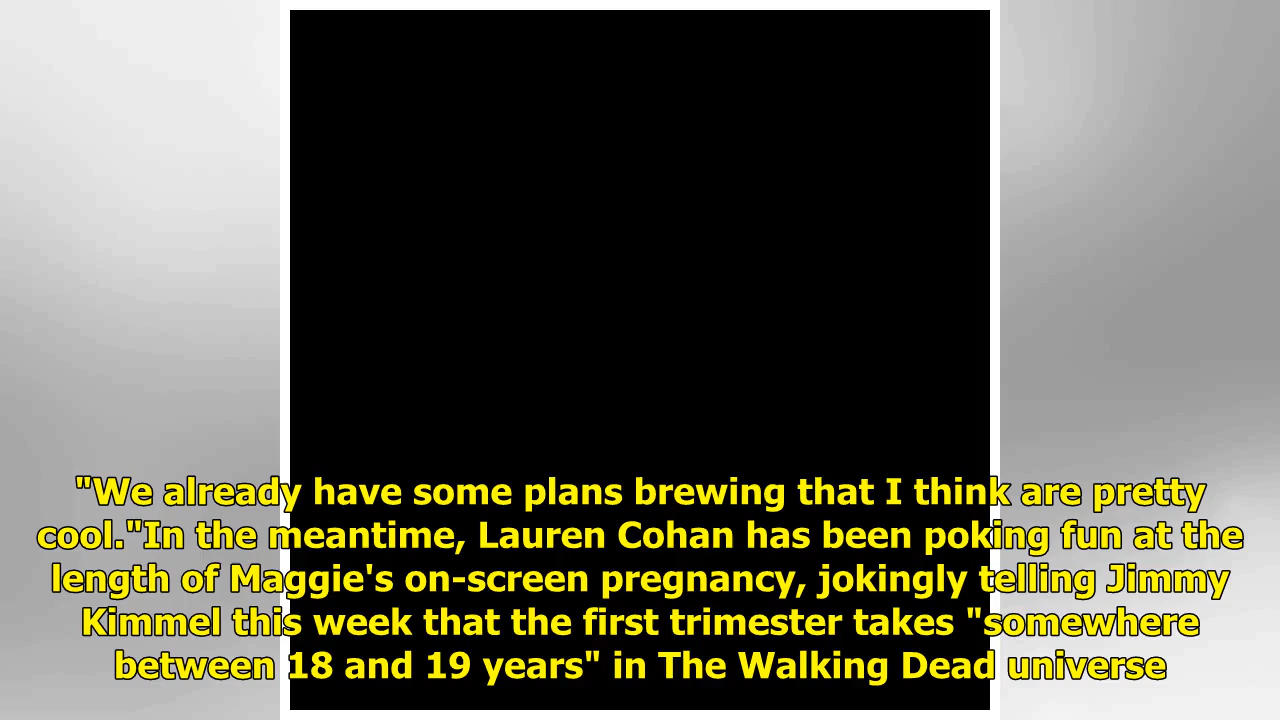 "We already have some plans brewing that I think are pretty
cool."In the meantime, Lauren Cohan has been poking fun at the
length of Maggie's on-screen pregnancy, jokingly telling Jimmy
Kimmel this week that the first trimester takes "somewhere
between 18 and 19 years" in The Walking Dead universe